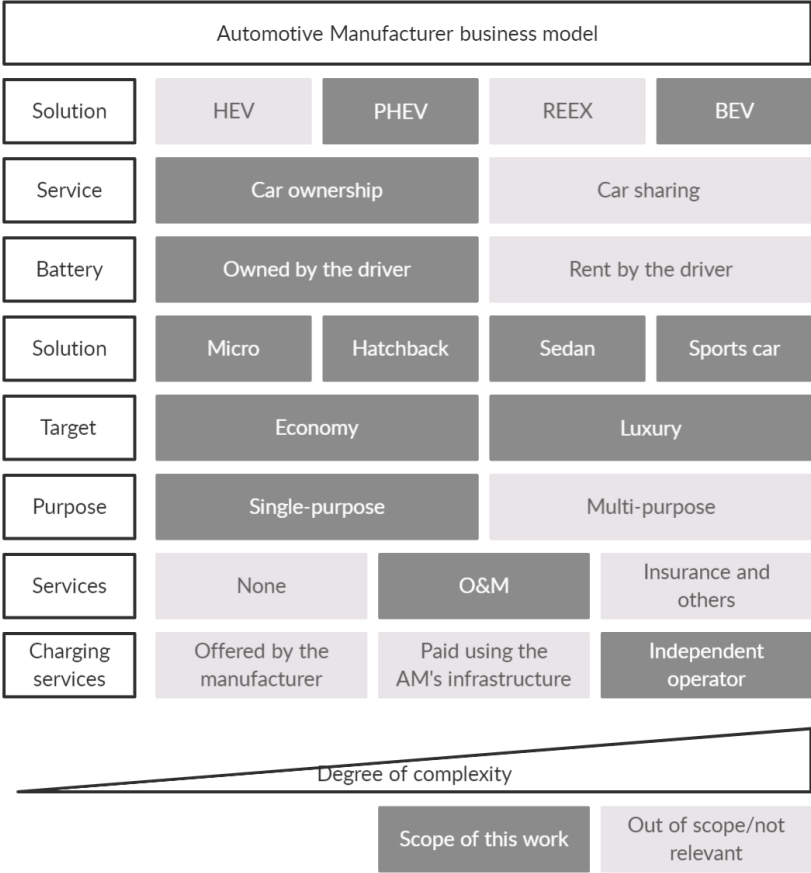 Automotive Manufacturer business model
Solution HEV PHEV REEX BEV
Service Car ownership Car sharing
Battery Owned by the driver Rent by the driver
Solution Micro Hatchback Sedan Sports car
Target Economy Luxury
Purpose Single-purpose Multi-purpose
Services None O&M Insurance and
others
Charging
services
Offered by the
manufacturer
Paid using the
AM's infrastructure
Independent
operator
Degree of complexity
Scope of this work
Out of scope/not
relevant